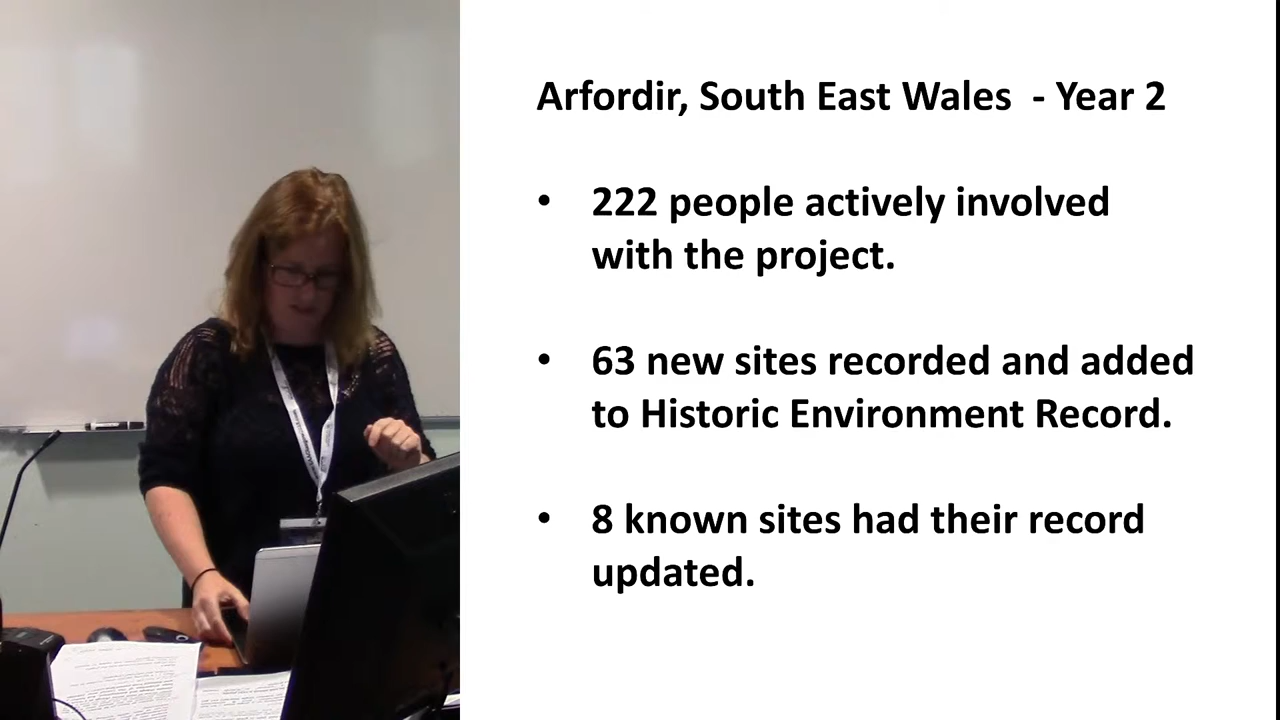 Arfordir, South East Wales - Year 2
• 222 people actively involved
with the project.
• 63 new sites recorded and added
to Historic Environment Record.
• 8 known sites had their record
updated.